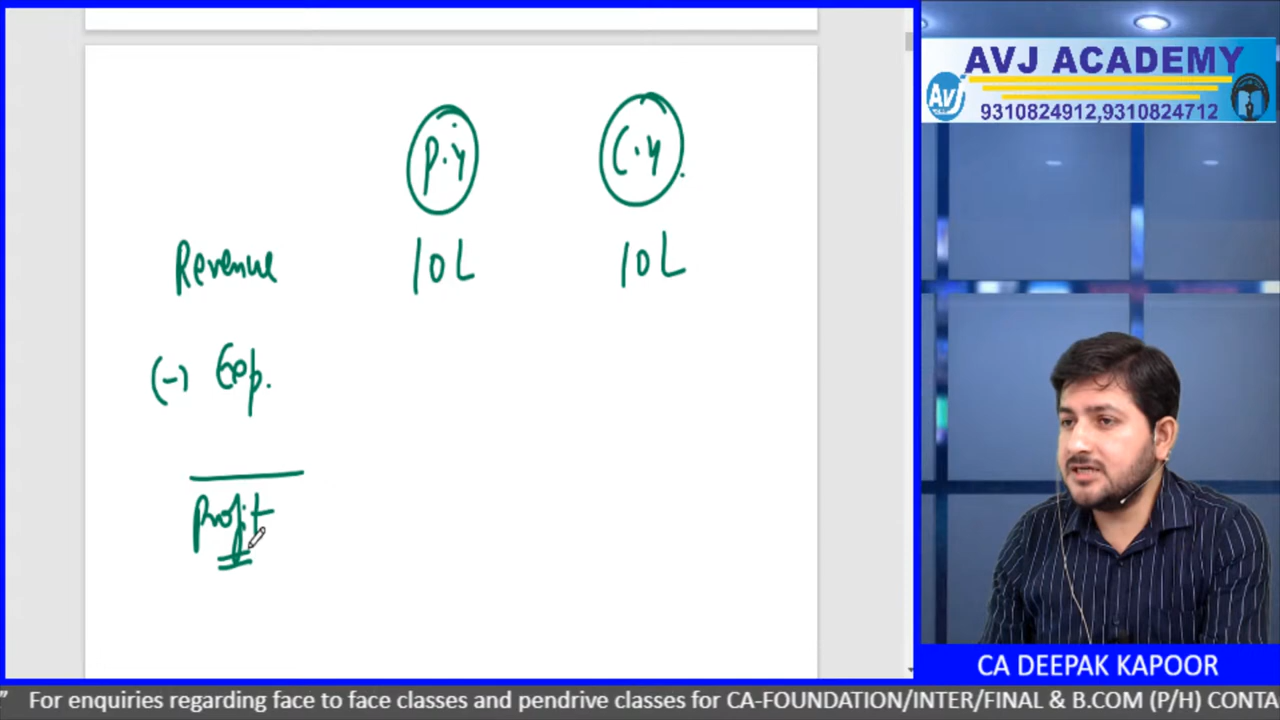 P.y C.y
Revenue 10L 10L
(-) Exp.
Profit
AVJ ACADEMY
AVJ
9310824912,9310824712
CA DEEPAK KAPOOR
" For enquiries regarding face to face classes and pendrive classes for CA-FOUNDATION/INTER/FINAL & B.COM (P/H) CONTA